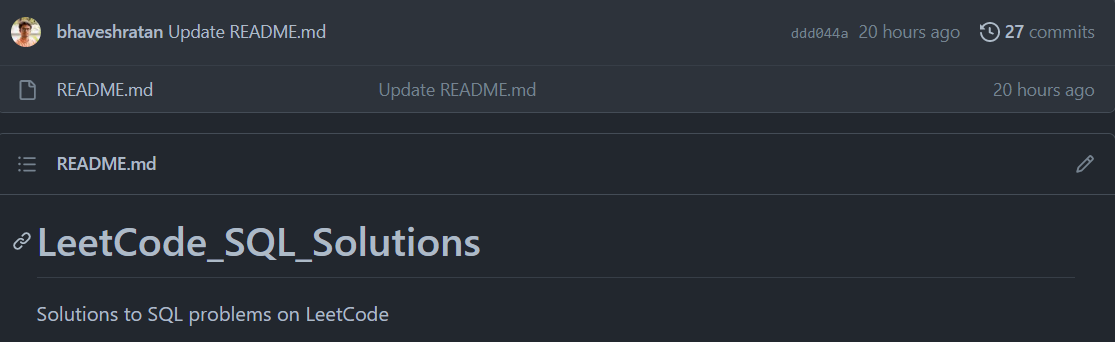 bhaveshratan Update README.md ddd044a 20 hours ago 27 commits
README.md Update README.md 20 hours ago
README.md
LeetCode_SQL_Solutions
Solutions to SQL problems on LeetCode